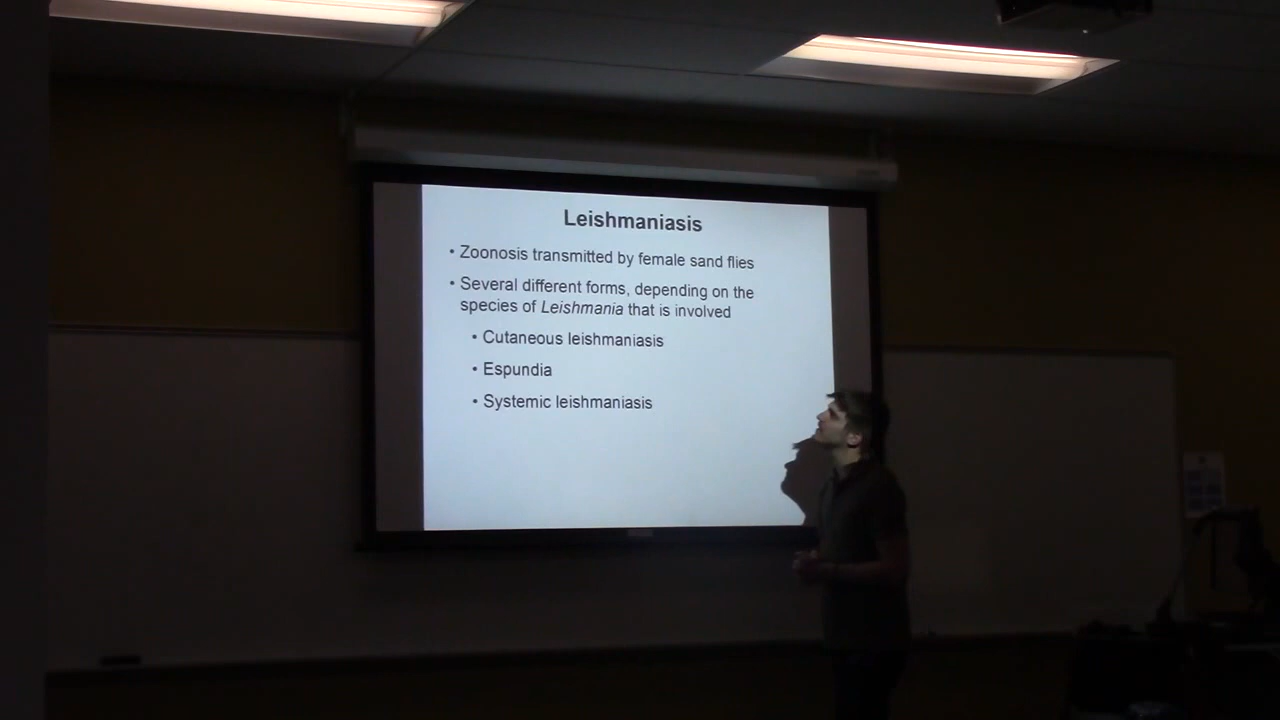 Leishmaniasis
• Zoonosis transmitted by female sand flies
• Several different forms, depending on the
species of Leishmania that is involved
• Cutaneous leishmaniasis
• Espundia
• Systemic leishmaniasis